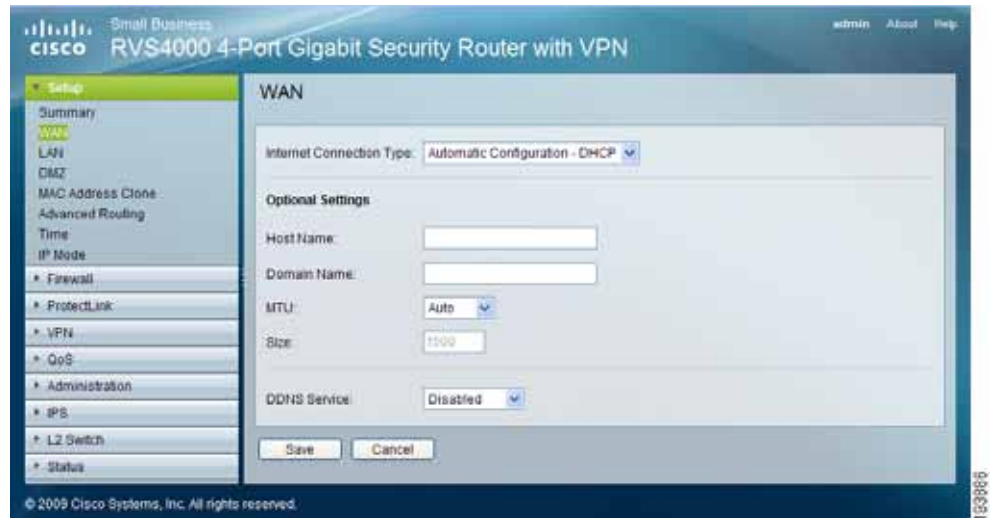 Small Business
cisco RVS4000 4-Port Gigabit Security Router with VPN
admin About Help
Setup
Summary
WAN
LAN
DMZ
MAC Address Clone
Advanced Routing
Time
IP Mode
Firewall
ProtectLink
VPN
QoS
Administration
IPS
L2 Switch
Status
WAN
Internet Connection Type: Automatic Configuration - DHCP
Optional Settings
Host Name:
Domain Name:
MTU: Auto
Size: 1500
DDNS Service: Disabled
Save Cancel
© 2009 Cisco Systems, Inc. All rights reserved.
193886